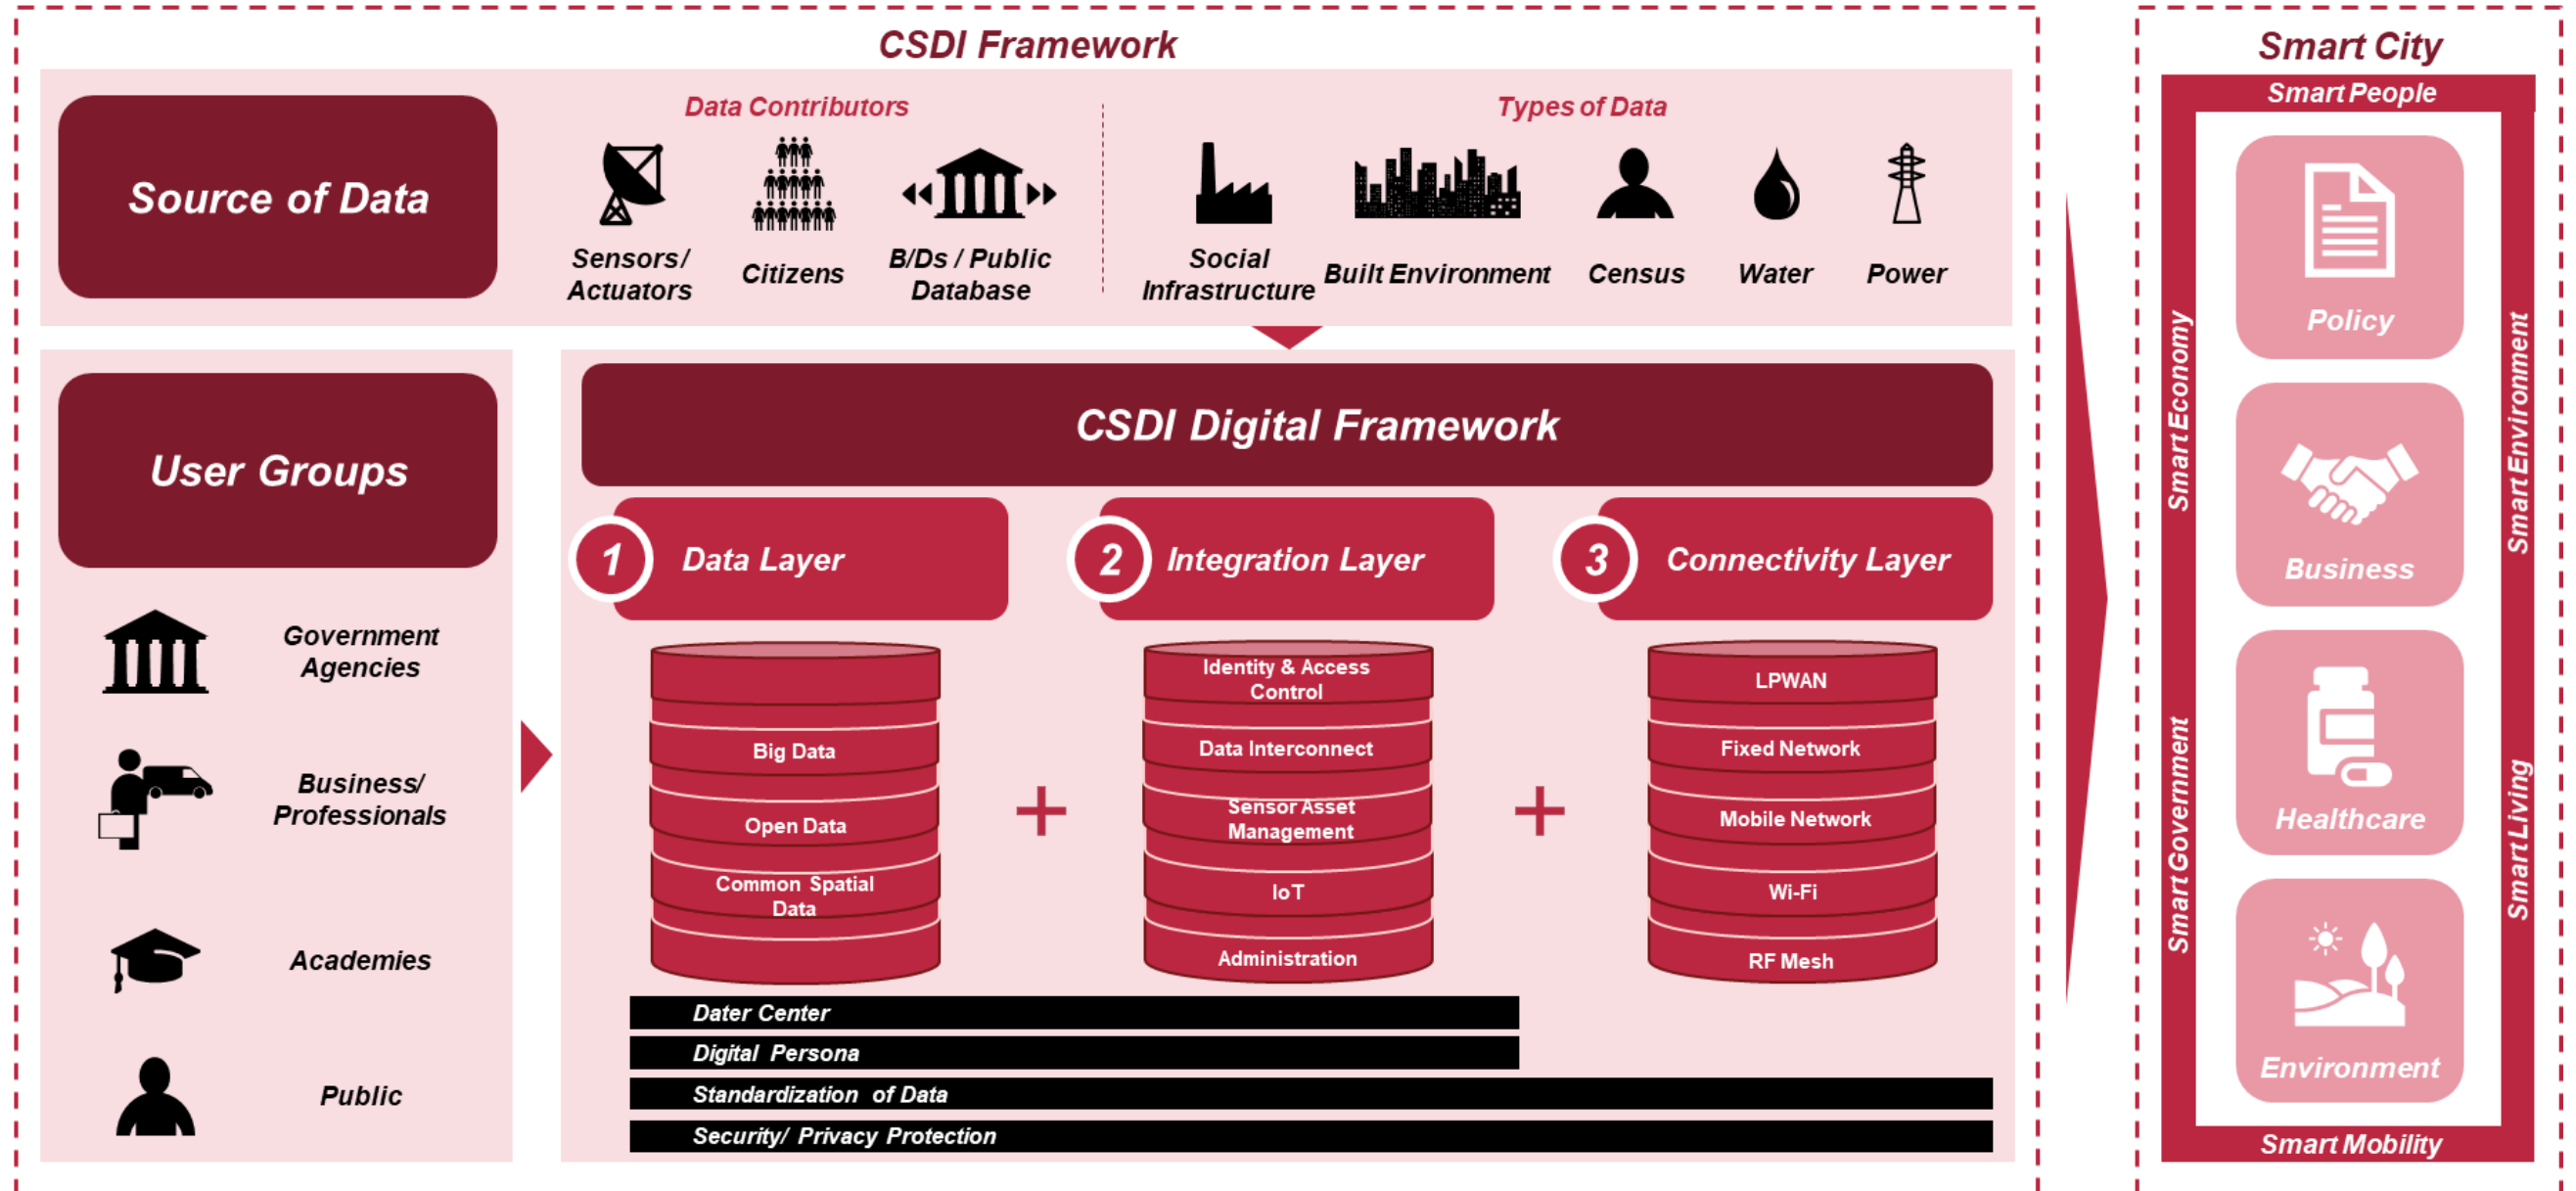 CSDI Framework
Source of Data
Data Contributors
Sensors/
Actuators
Citizens
B/Ds / Public
Database
Types of Data
Social
Infrastructure
Built Environment
Census
Water
Power
User Groups
Government
Agencies
Business/
Professionals
Academies
Public
CSDI Digital Framework
1 Data Layer
Big Data
Open Data
Common Spatial
Data
+
2 Integration Layer
Identity & Access
Control
Data Interconnect
Sensor Asset
Management
IoT
Administration
+
3 Connectivity Layer
LPWAN
Fixed Network
Mobile Network
Wi-Fi
RF Mesh
Dater Center
Digital Persona
Standardization of Data
Security/ Privacy Protection
Smart City
Smart People
Smart Economy
Smart Government
Policy
Business
Healthcare
Environment
Smart Environment
Smart Living
Smart Mobility